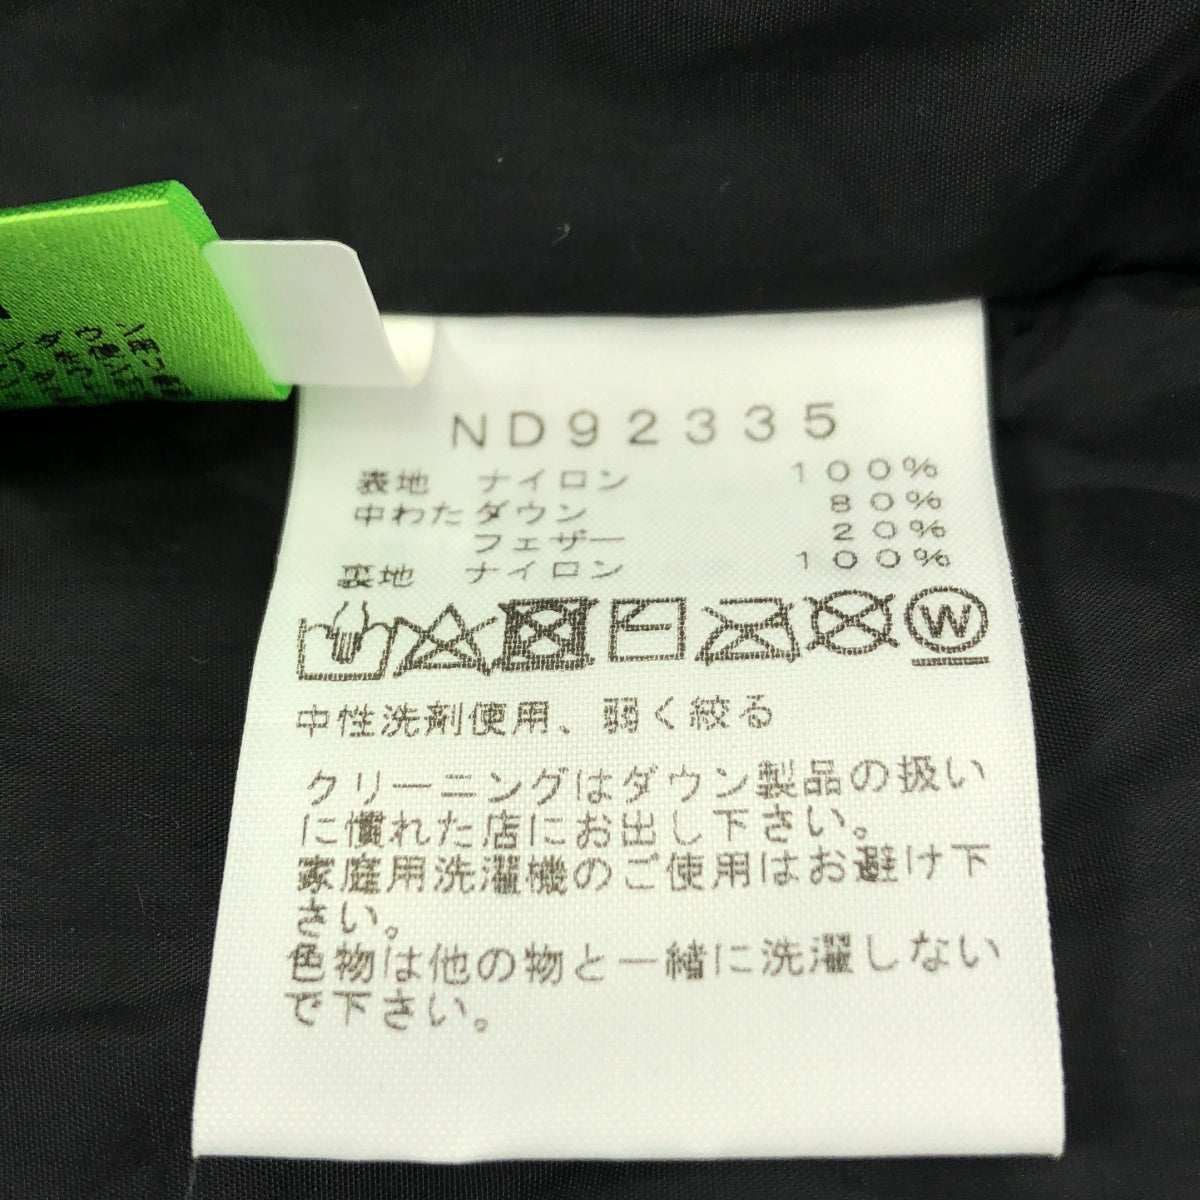 ND92335
表地 ナイロン 100%
中わた ダウン 80%
フェザー 20%
裏地 ナイロン 100%
W
中性洗剤使用、弱く絞る
クリーニングはダウン製品の扱い
に慣れた店にお出し下さい。
家庭用洗濯機のご使用はお避け下
さい。
色物は他の物と一緒に洗濯しない
で下さい。